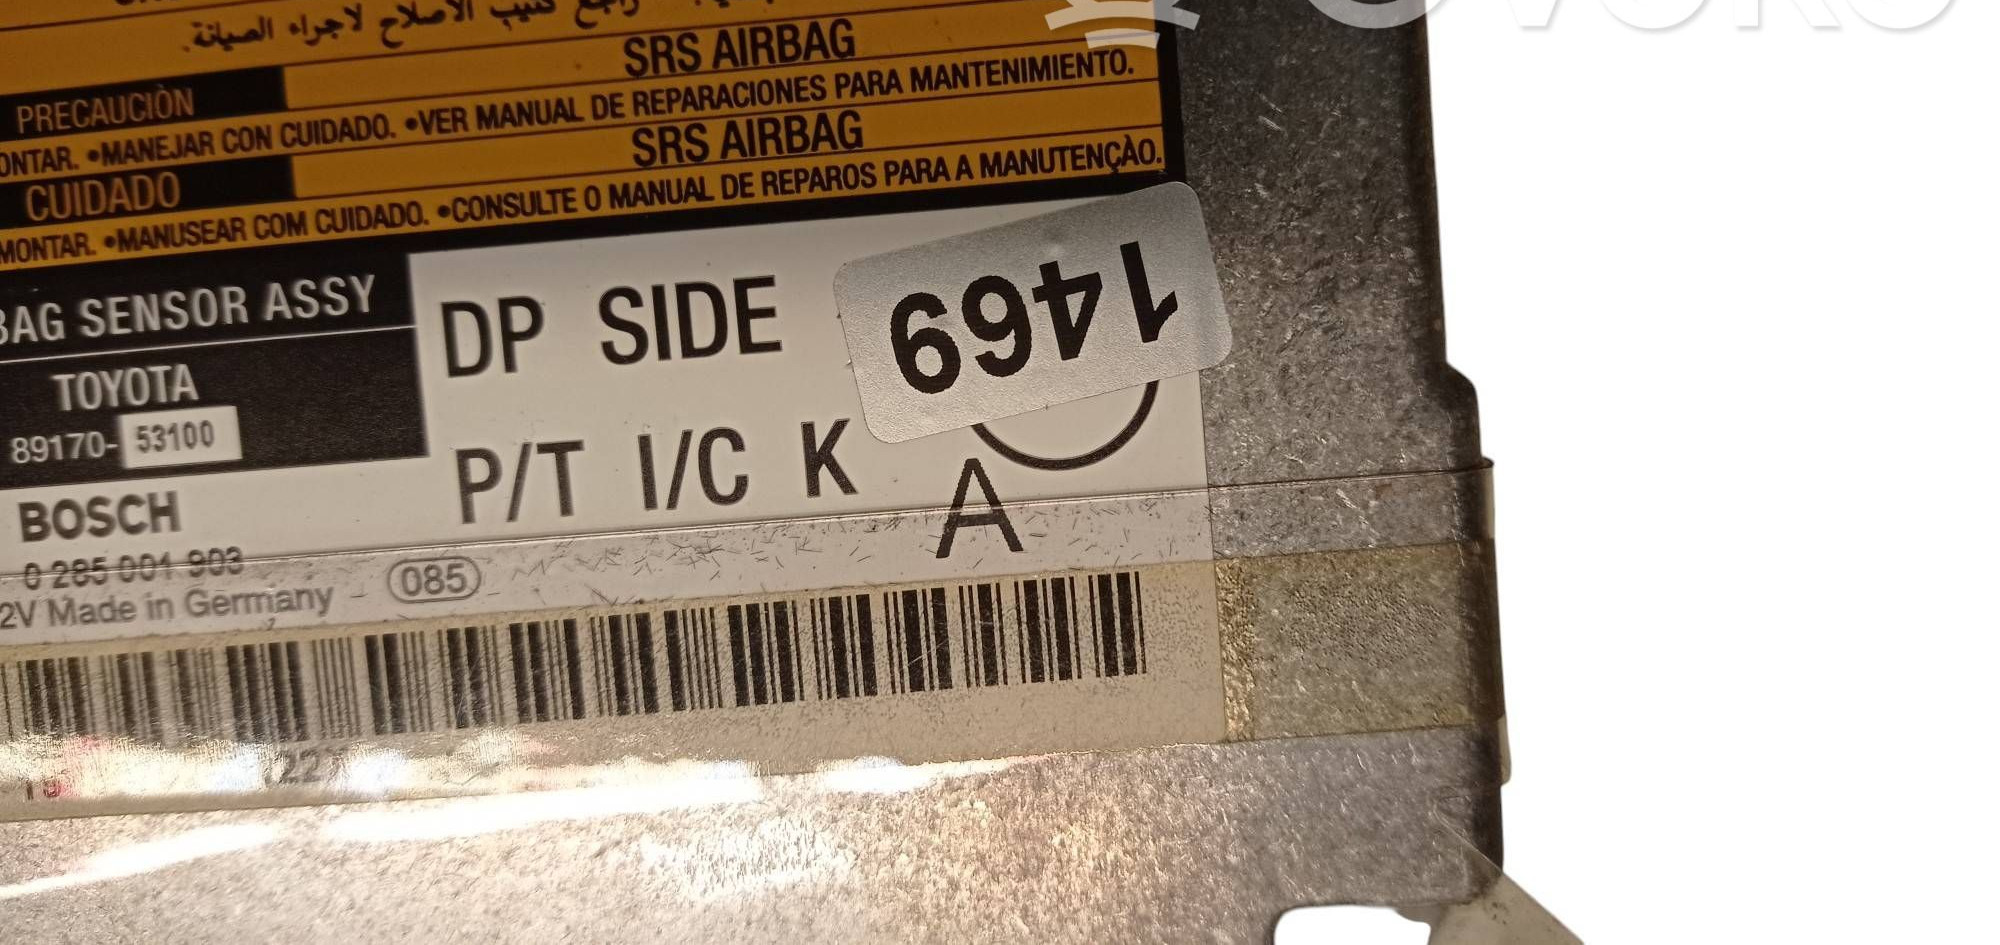 راجع كتيب الاصلاح لاجراء الصيانة.
SRS AIRBAG
PRECAUCIÒN
ONTAR. •MANEJAR CON CUIDADO. •VER MANUAL DE REPARACIONES PARA MANTENIMIENTO.
SRS AIRBAG
CUIDADO
MONTAR. •MANUSEAR COM CUIDADO. •CONSULTE O MANUAL DE REPAROS PARA A MANUTENÇÀO.
BAG SENSOR ASSY
TOYOTA
89170-53100
DP SIDE
1469
P/T I/C K
A
BOSCH
0 285 001 903
2V Made in Germany
085
22